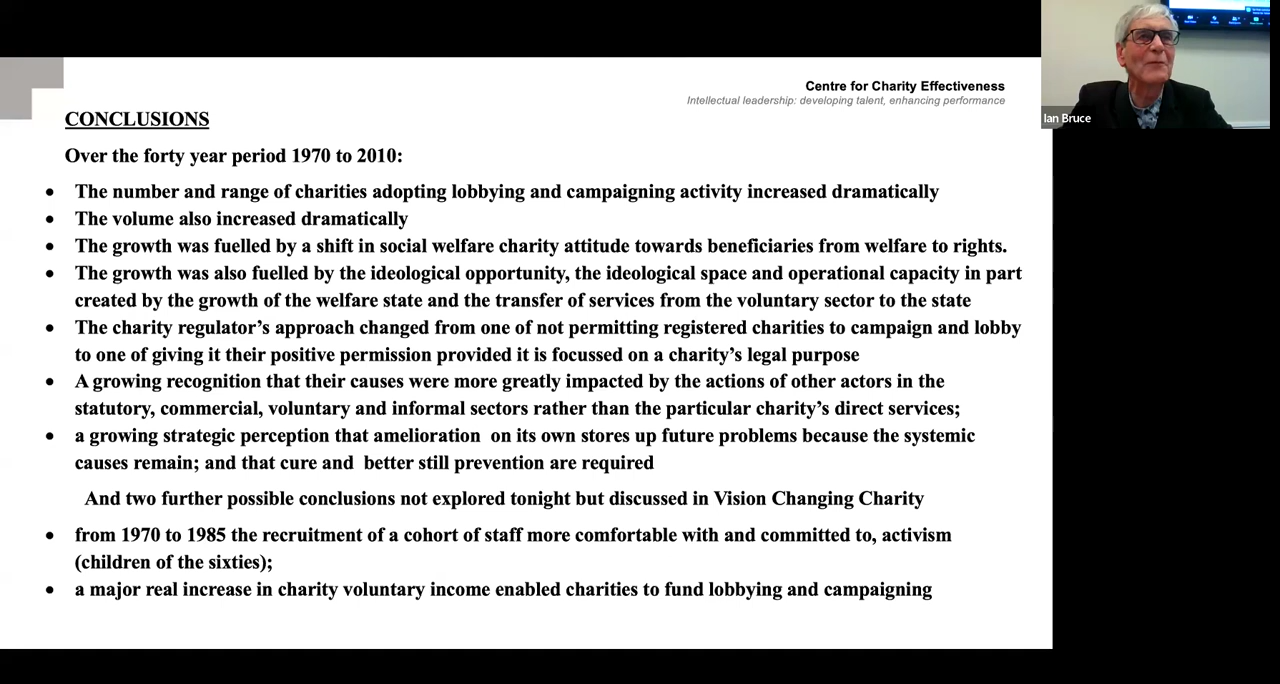 Centre for Charity Effectiveness
Intellectual leadership: developing talent, enhancing performance
Ian Bruce
CONCLUSIONS
Over the forty year period 1970 to 2010:
• The number and range of charities adopting lobbying and campaigning activity increased dramatically
• The volume also increased dramatically
• The growth was fuelled by a shift in social welfare charity attitude towards beneficiaries from welfare to rights.
• The growth was also fuelled by the ideological opportunity, the ideological space and operational capacity in part
created by the growth of the welfare state and the transfer of services from the voluntary sector to the state
• The charity regulator's approach changed from one of not permitting registered charities to campaign and lobby
to one of giving it their positive permission provided it is focussed on a charity's legal purpose
• A growing recognition that their causes were more greatly impacted by the actions of other actors in the
statutory, commercial, voluntary and informal sectors rather than the particular charity's direct services;
• a growing strategic perception that amelioration on its own stores up future problems because the systemic
causes remain; and that cure and better still prevention are required
And two further possible conclusions not explored tonight but discussed in Vision Changing Charity
• from 1970 to 1985 the recruitment of a cohort of staff more comfortable with and committed to, activism
(children of the sixties);
• a major real increase in charity voluntary income enabled charities to fund lobbying and campaigning